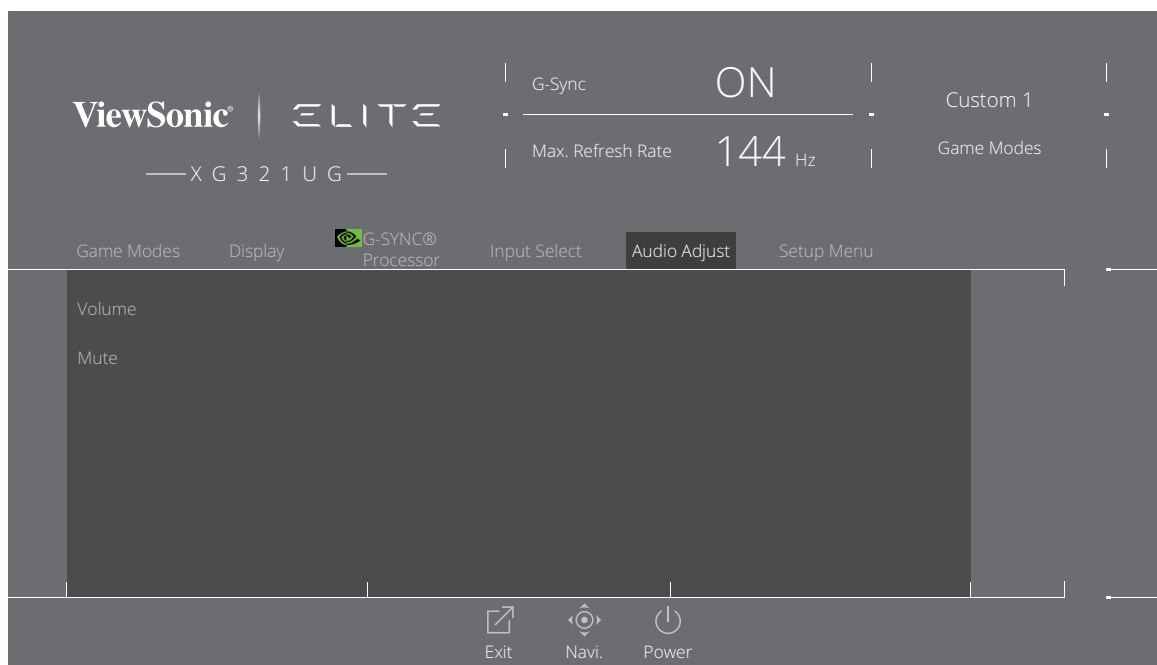 ViewSonic® | ELITE
XG321UG
G-Sync ON
Max. Refresh Rate 144 Hz
Custom 1
Game Modes
Game Modes Display G-SYNC® Processor Input Select Audio Adjust Setup Menu
Volume
Mute
Exit Navi. Power